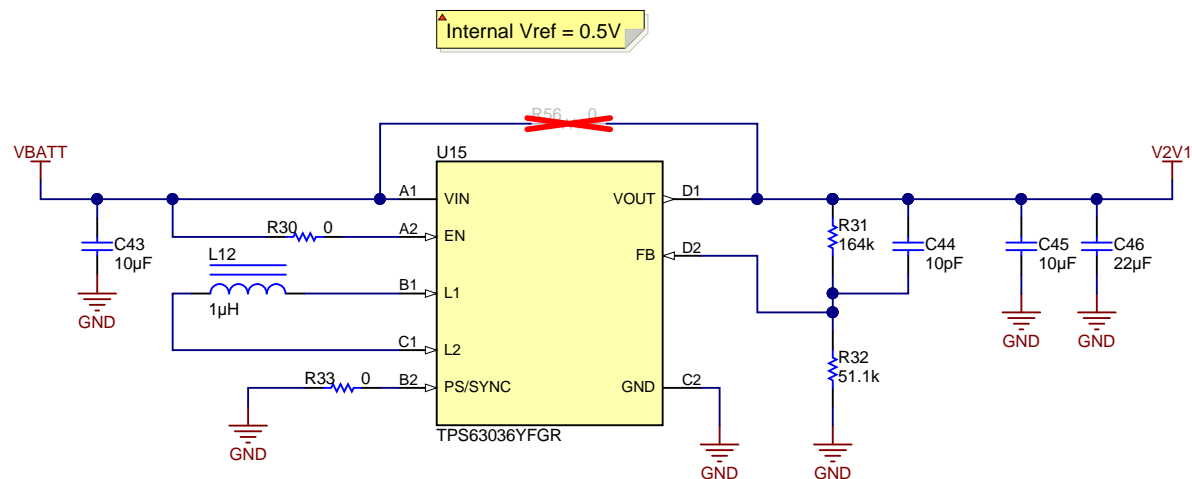 Internal Vref = 0.5V
R56 0
VBATT
U15
V2V1
A1 VIN
VOUT D1
R30 0
A2 EN
FB D2
R31
164k
C43
10µF
C44
10pF
C45
10µF
C46
22µF
L12
1µH
B1 L1
C1 L2
R32
51.1k
R33 0
B2 PS/SYNC
GND C2
TPS63036YFGR
GND
GND
GND
GND
GND
GND